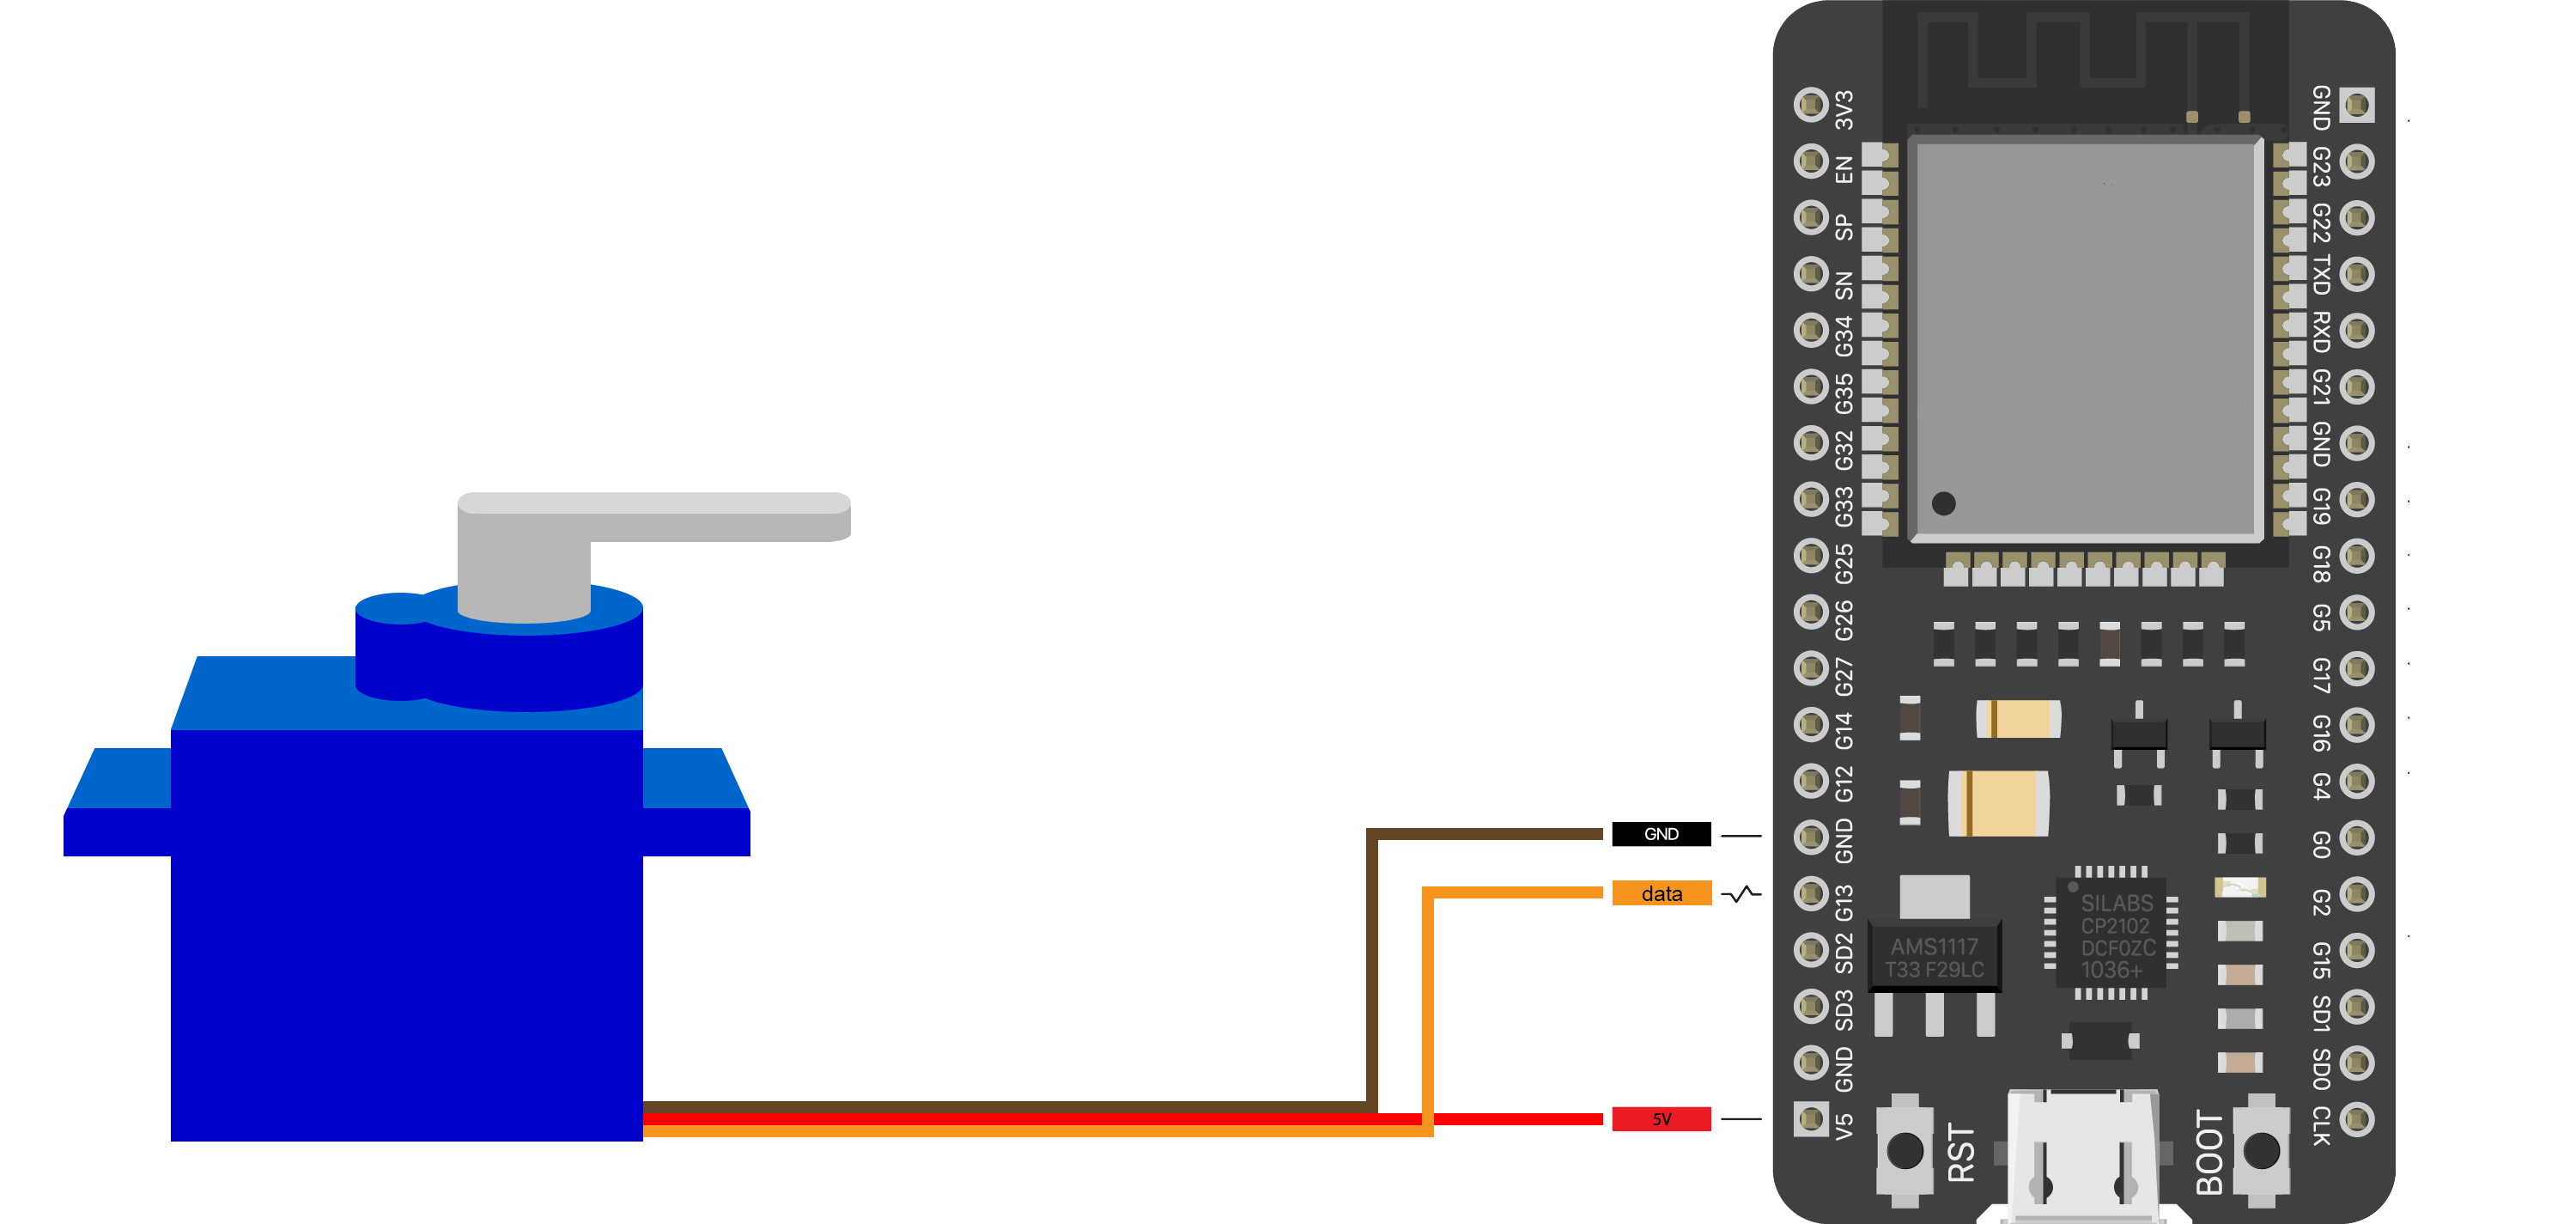 GND
data
5V
3V3
EN
SP
SN
G34
G35
G32
G33
G25
G26
G27
G14
G12
GND
G13
SD2
SD3
GND
V5
AMS1117
T33 F29LC
SILABS
CP2102
DCF0ZC
1036+
RST
BOOT
GND
G23
G22
TXD
RXD
G21
GND
G19
G18
G5
G17
G16
G4
G0
G2
G15
SD1
SD0
CLK